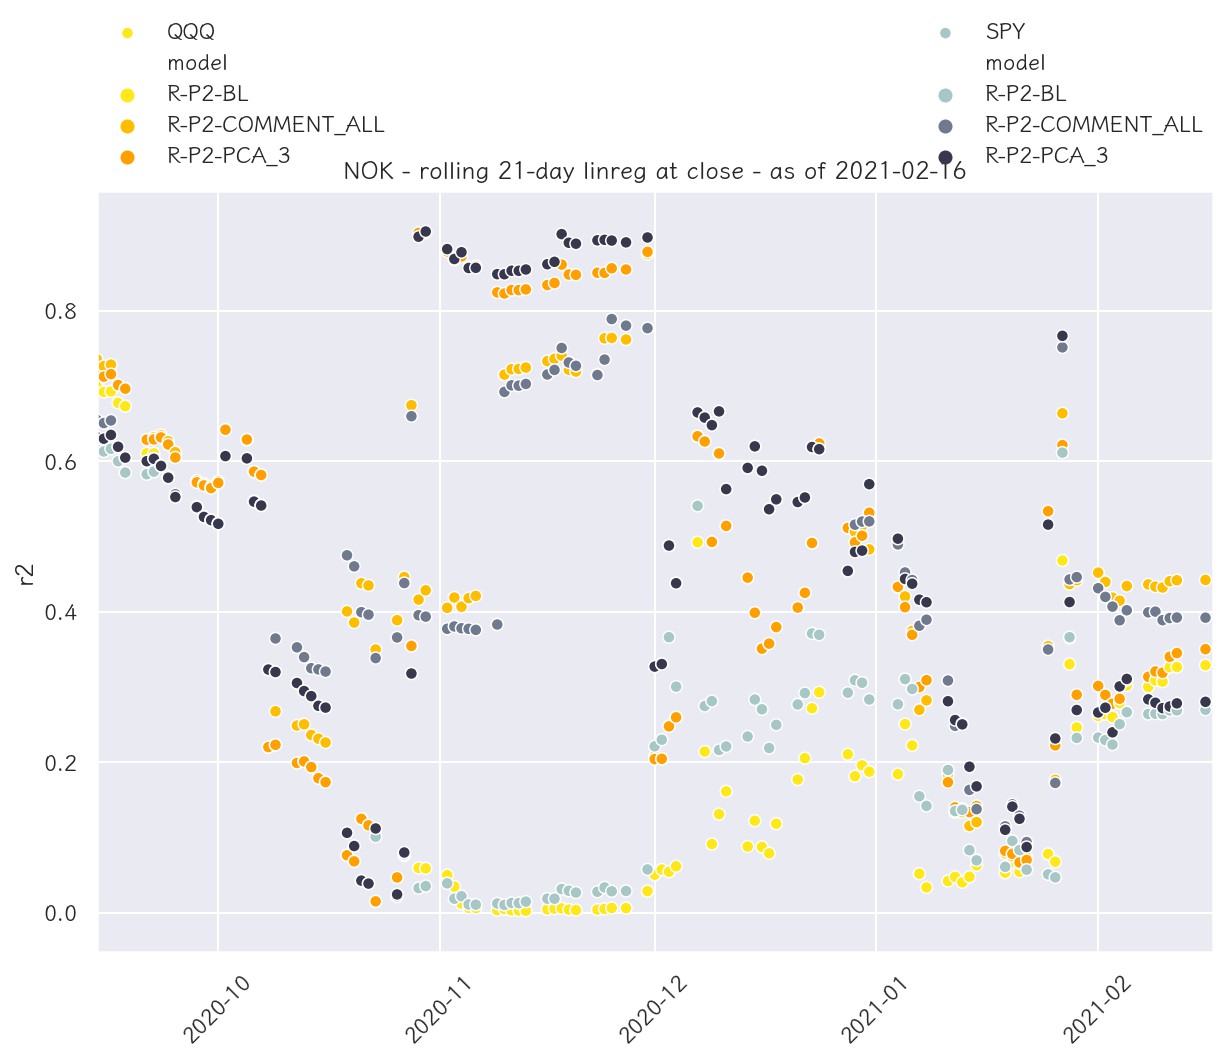 QQQ
model
R-P2-BL
R-P2-COMMENT_ALL
R-P2-PCA_3
SPY
model
R-P2-BL
R-P2-COMMENT_ALL
R-P2-PCA_3
NOK - rolling 21-day linreg at close - as of 2021-02-16
r2
0.8
0.6
0.4
0.2
0.0
2020-10
2020-11
2020-12
2021-01
2021-02